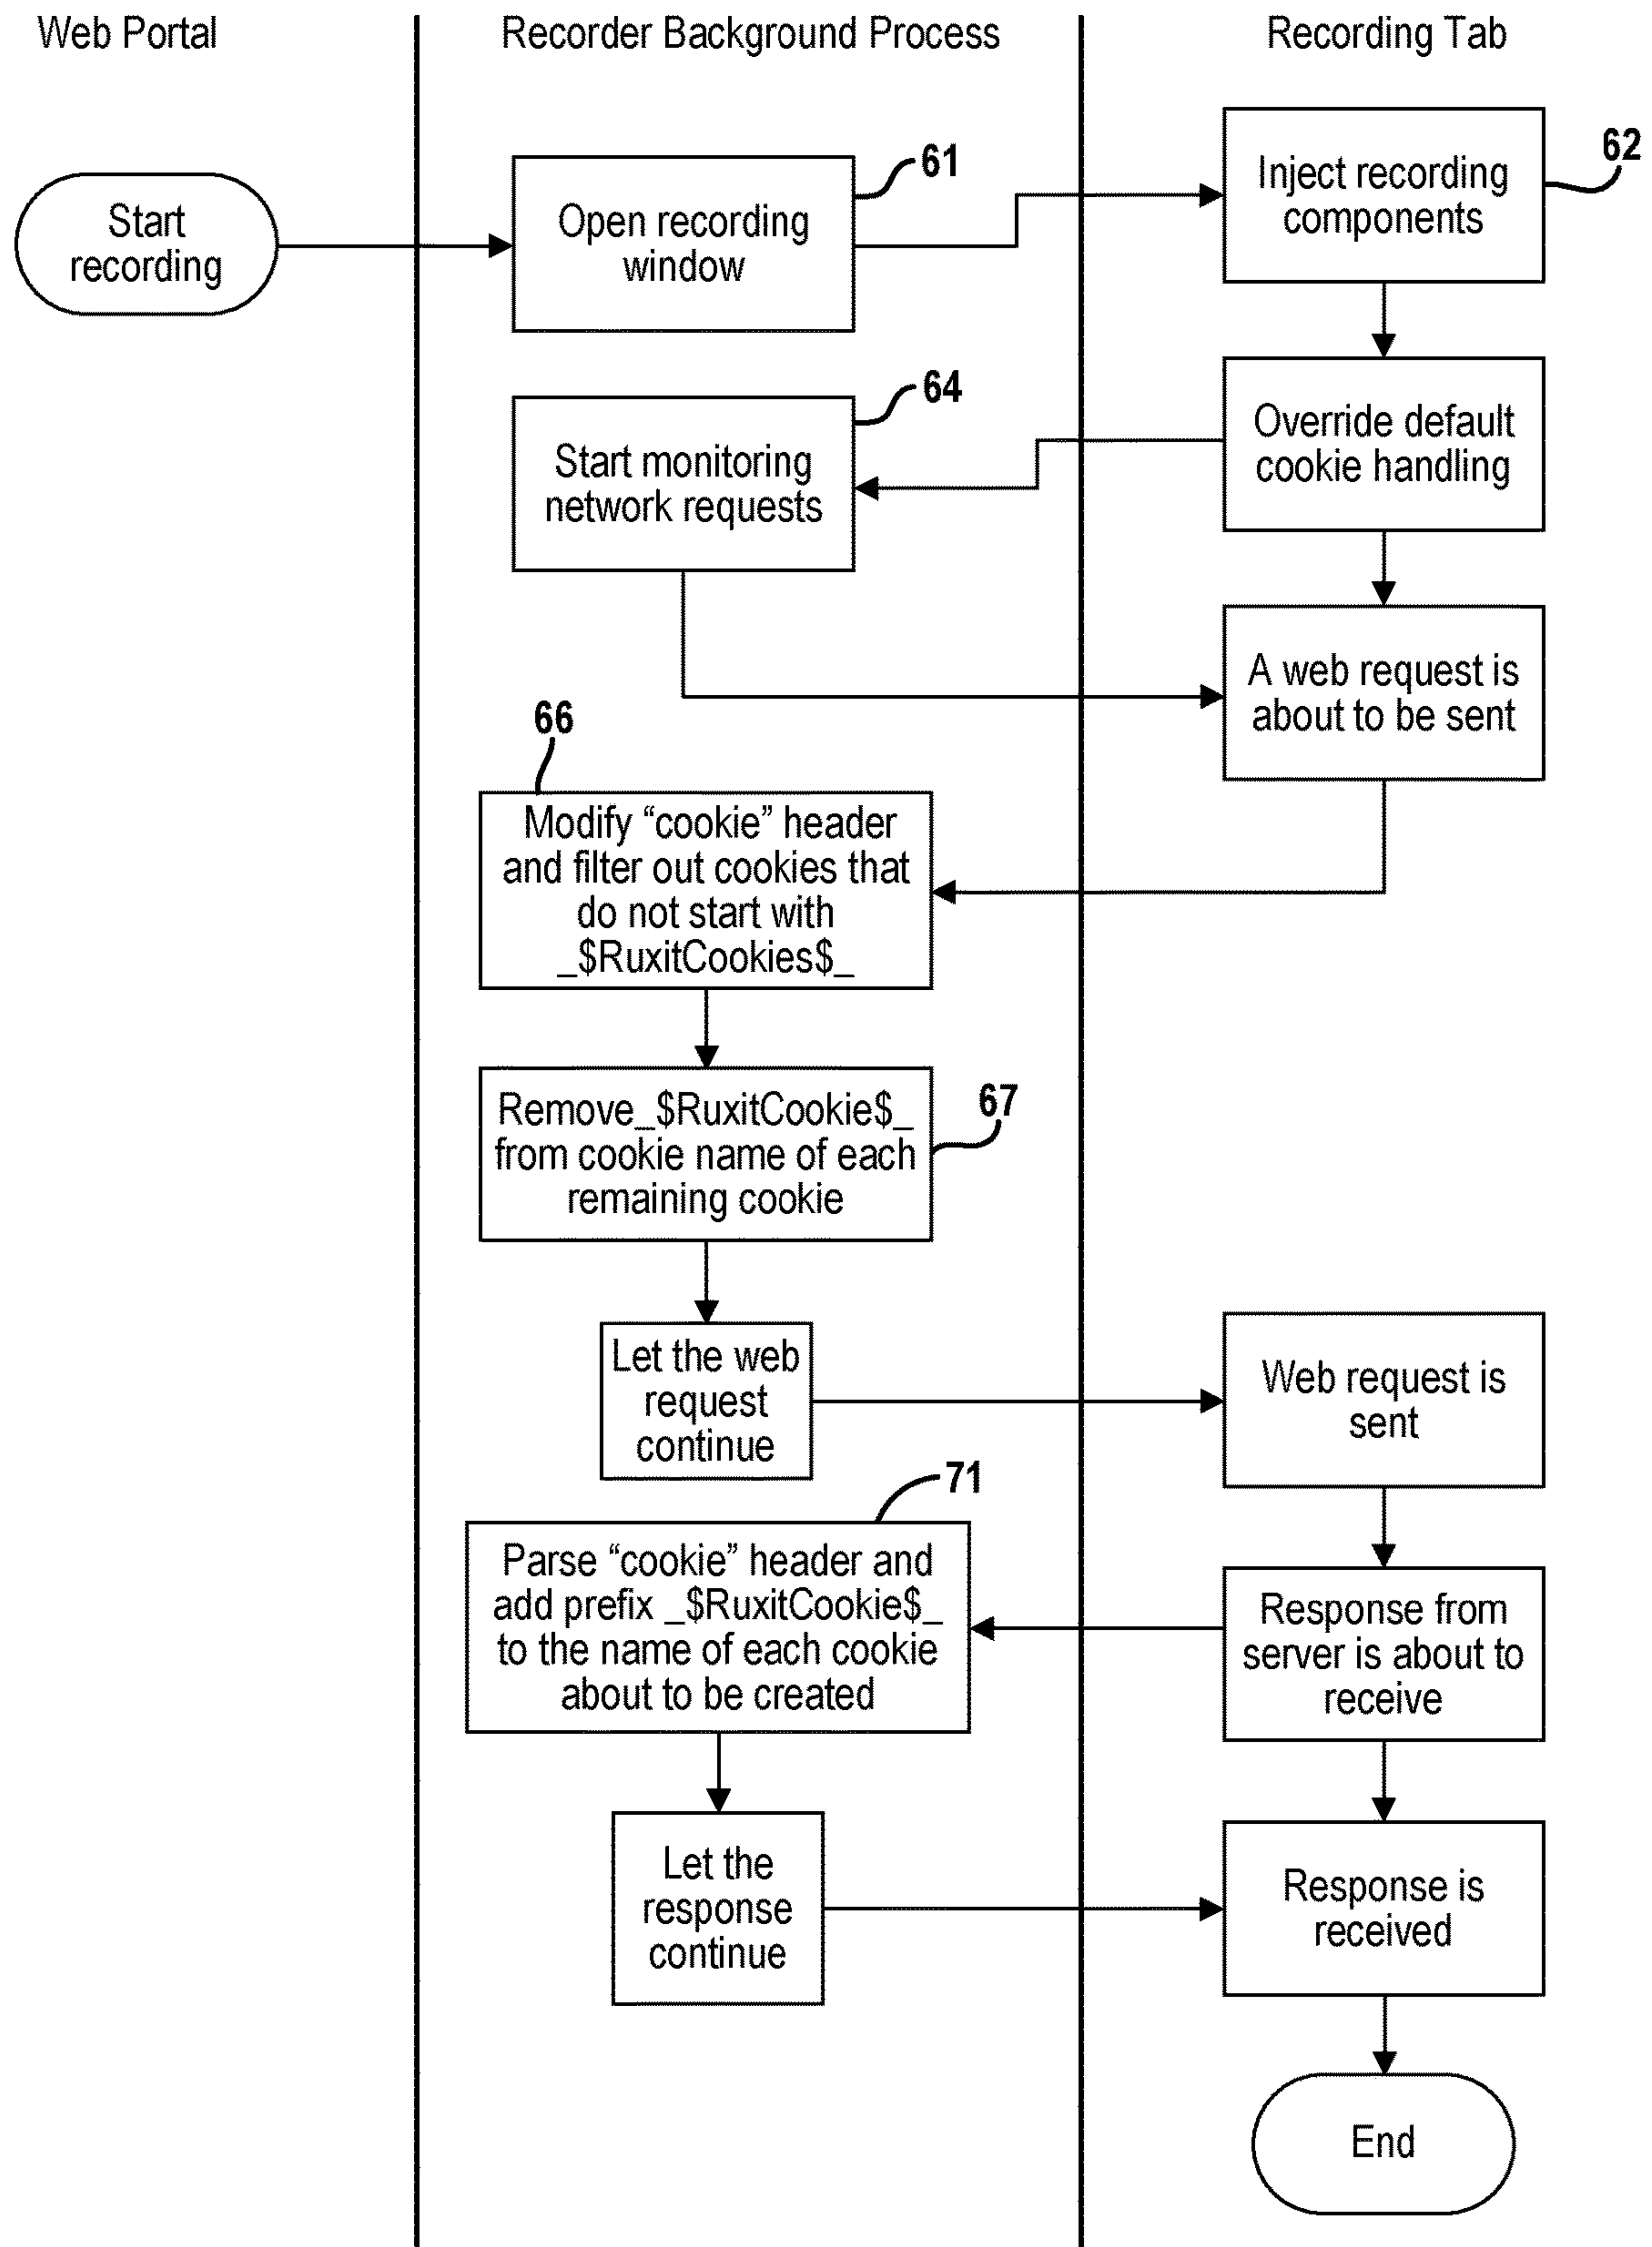 Web Portal
Recorder Background Process
Recording Tab
Start
recording
61
Open recording
window
62
Inject recording
components
64
Start monitoring
network requests
Override default
cookie handling
A web request is
about to be sent
66
Modify “cookie” header
and filter out cookies that
do not start with
_$RuxitCookies$_
67
Remove_$RuxitCookie$_
from cookie name of each
remaining cookie
Let the web
request
continue
Web request is
sent
71
Parse “cookie” header and
add prefix _$RuxitCookie$_
to the name of each cookie
about to be created
Response from
server is about to
receive
Let the
response
continue
Response is
received
End